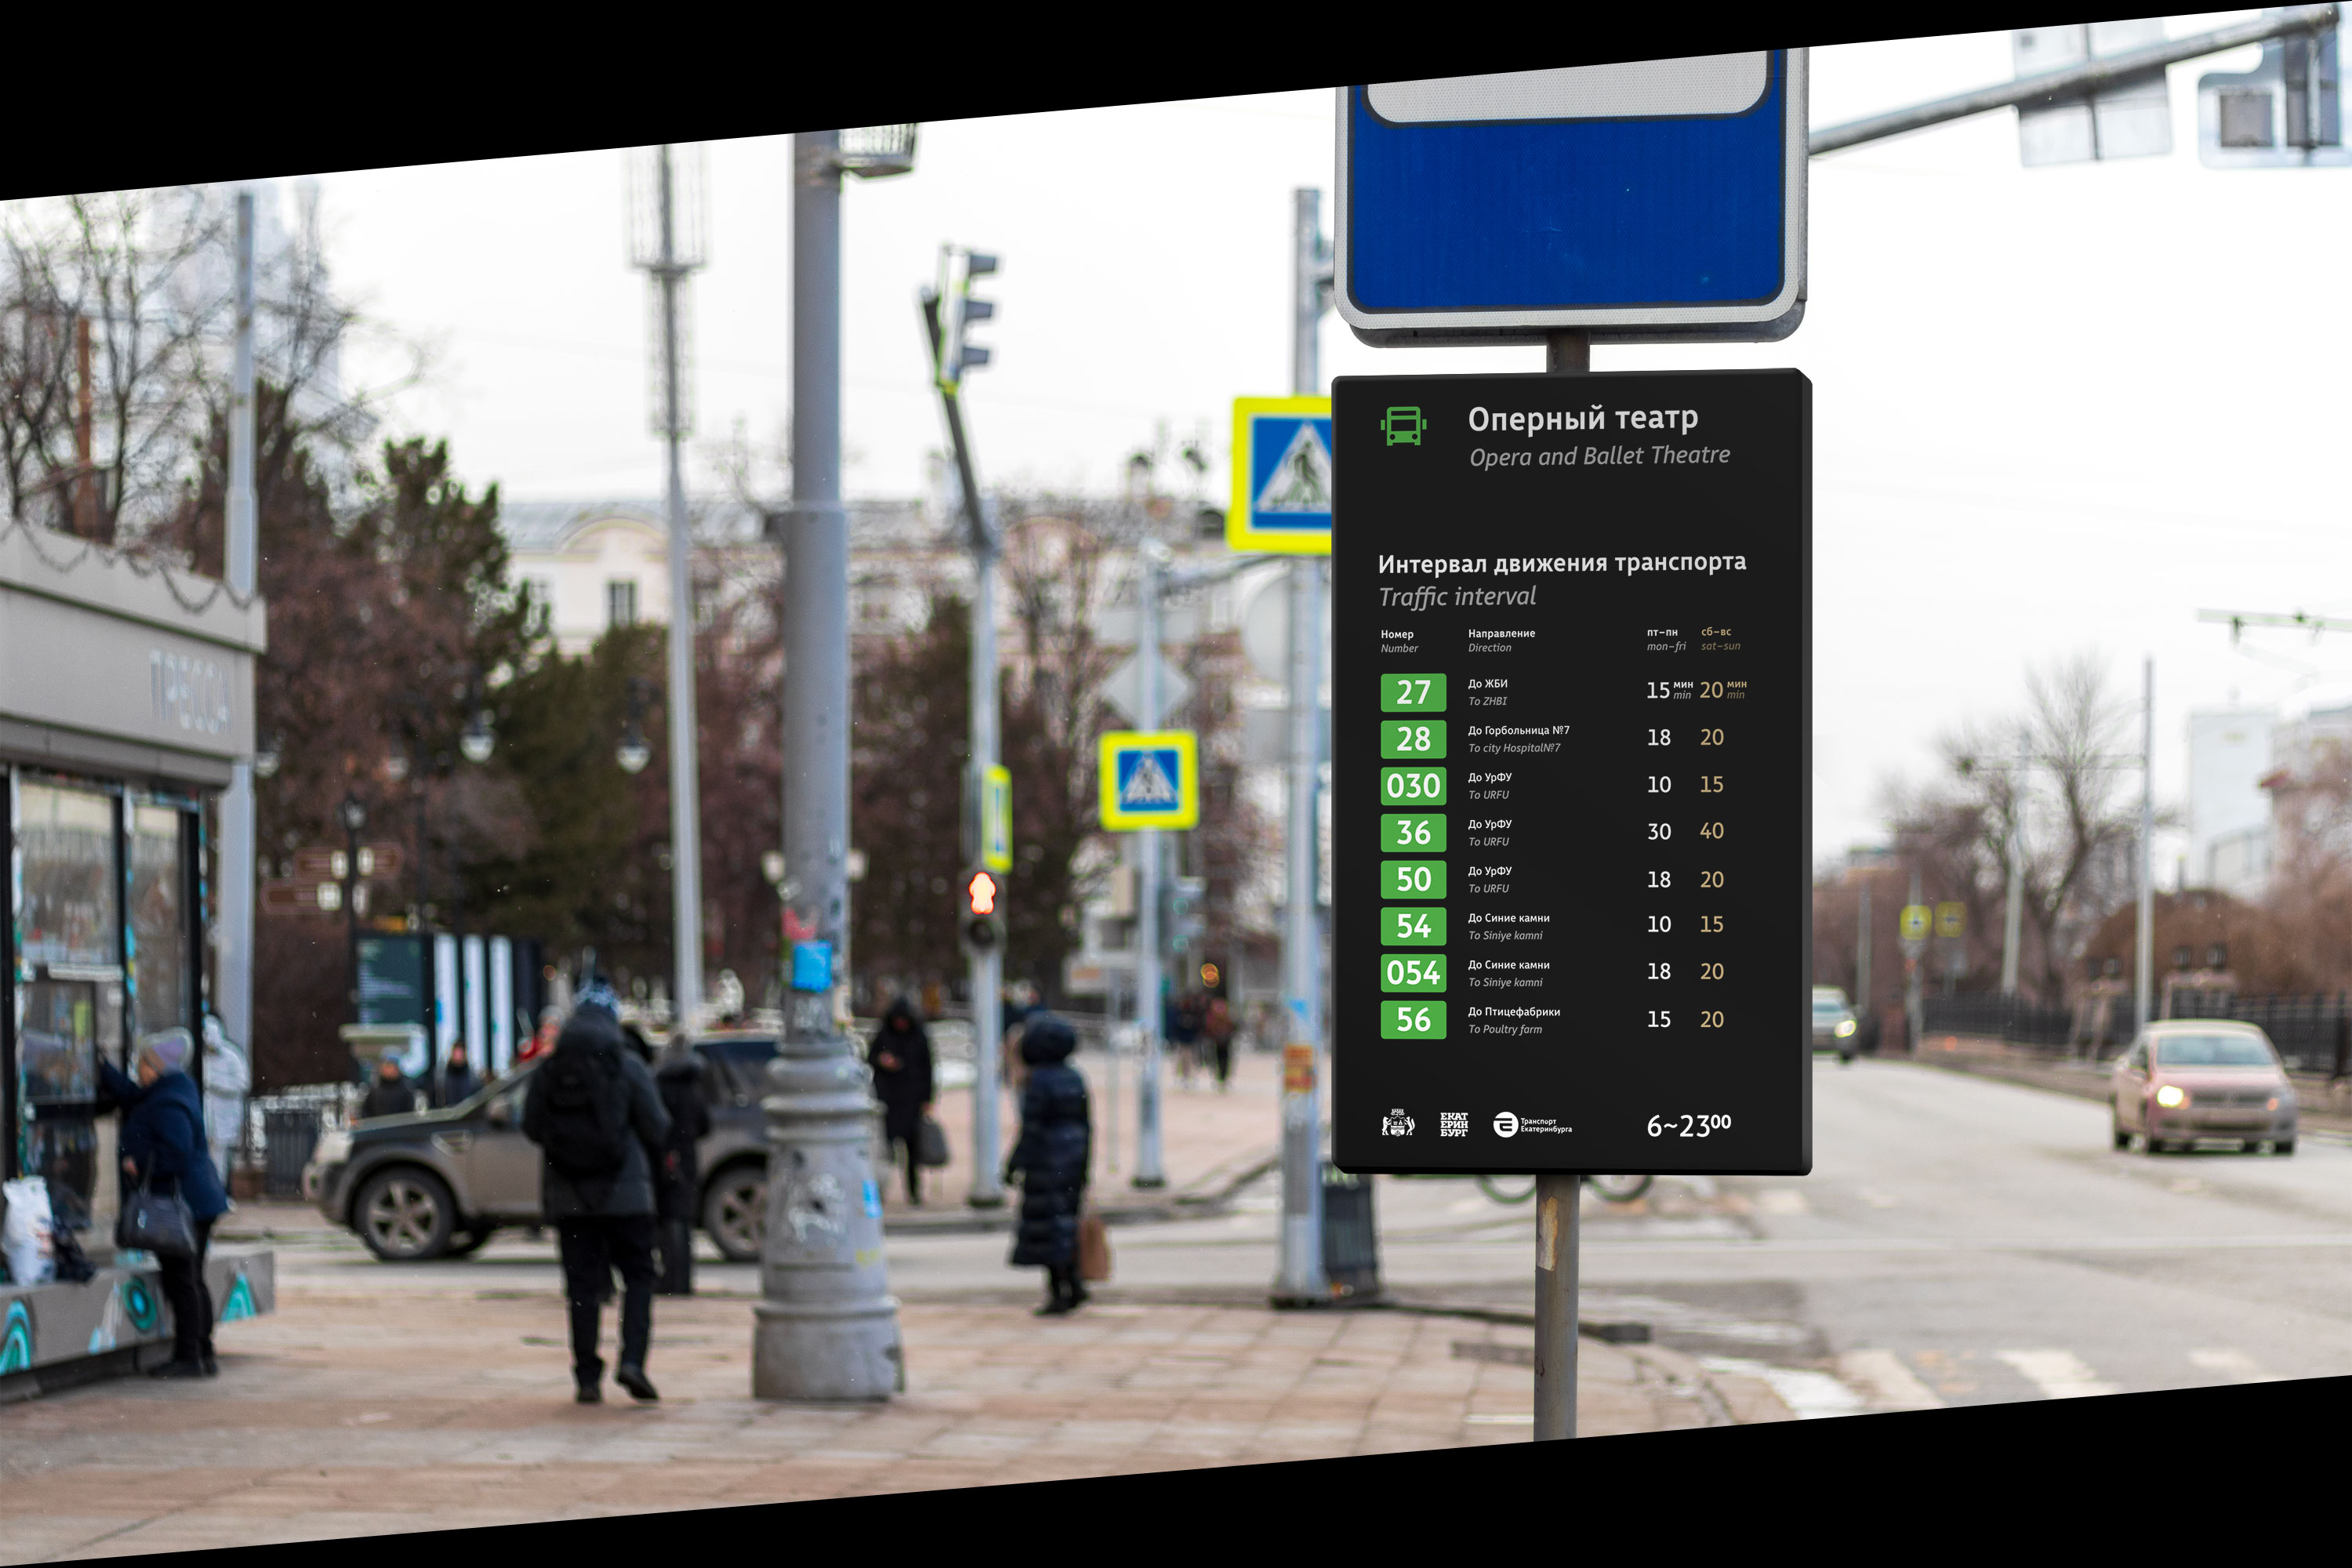 ПРЕССА
Оперный театр
Opera and Ballet Theatre
Интервал движения транспорта
Traffic interval
Номер Направление пт–пн сб–вс
Number Direction mon–fri sat–sun
27 До ЖБИ 15 мин 20 мин
To ZHBI min min
28 До Горбольница №7 18 20
To city Hospital№7
030 До УрФУ 10 15
To URFU
36 До УрФУ 30 40
To URFU
50 До УрФУ 18 20
To URFU
54 До Синие камни 10 15
To Siniye kamni
054 До Синие камни 18 20
To Siniye kamni
56 До Птицефабрики 15 20
To Poultry farm
ЕКАТ
ЕРИН
БУРГ
Транспорт
Екатеринбурга
6~23⁰⁰